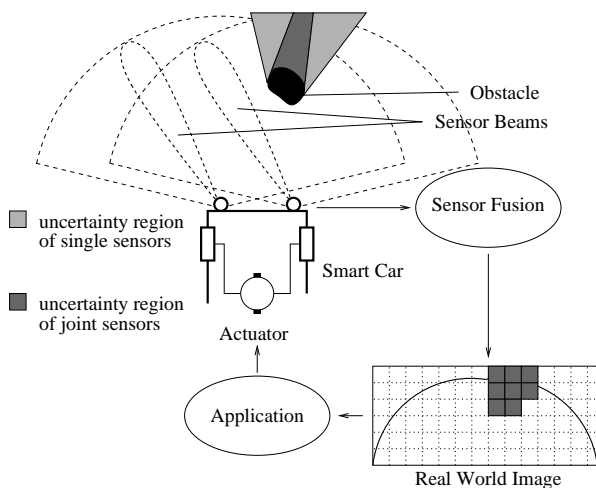 Obstacle
Sensor Beams
Sensor Fusion
uncertainty region
of single sensors
Smart Car
uncertainty region
of joint sensors
Actuator
Application
Real World Image